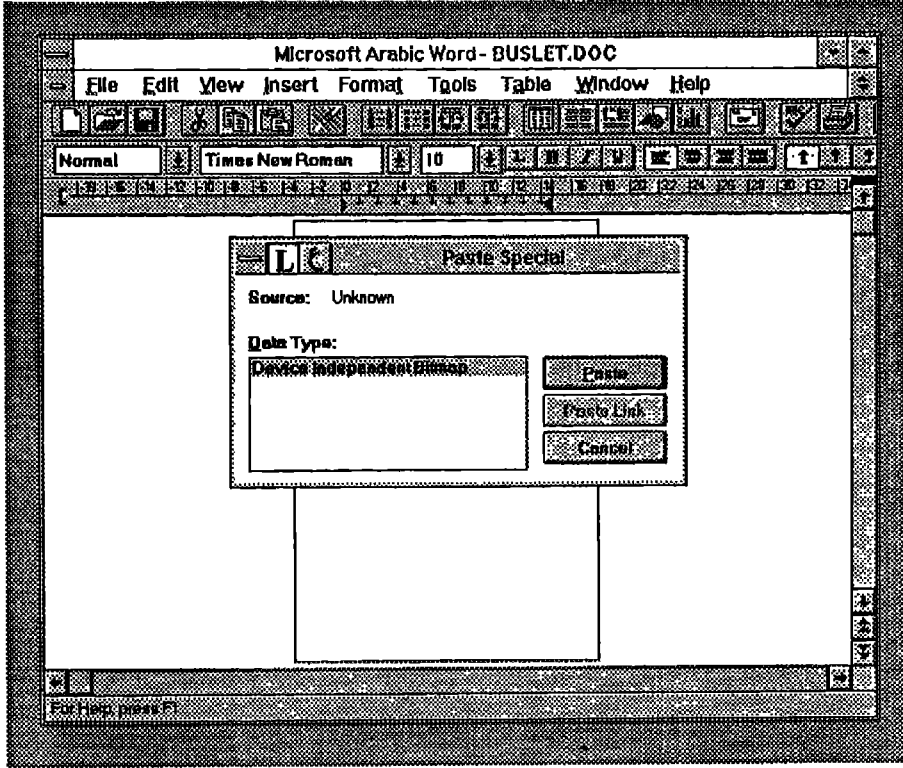 Microsoft Arabic Word - BUSLET.DOC
File Edit View Insert Format Tools Table Window Help
Normal Times New Roman 10
L Paste Special
Source: Unknown
Data Type:
Device Independent Bitmap
Paste
Paste Link
Cancel
For Help, press F1